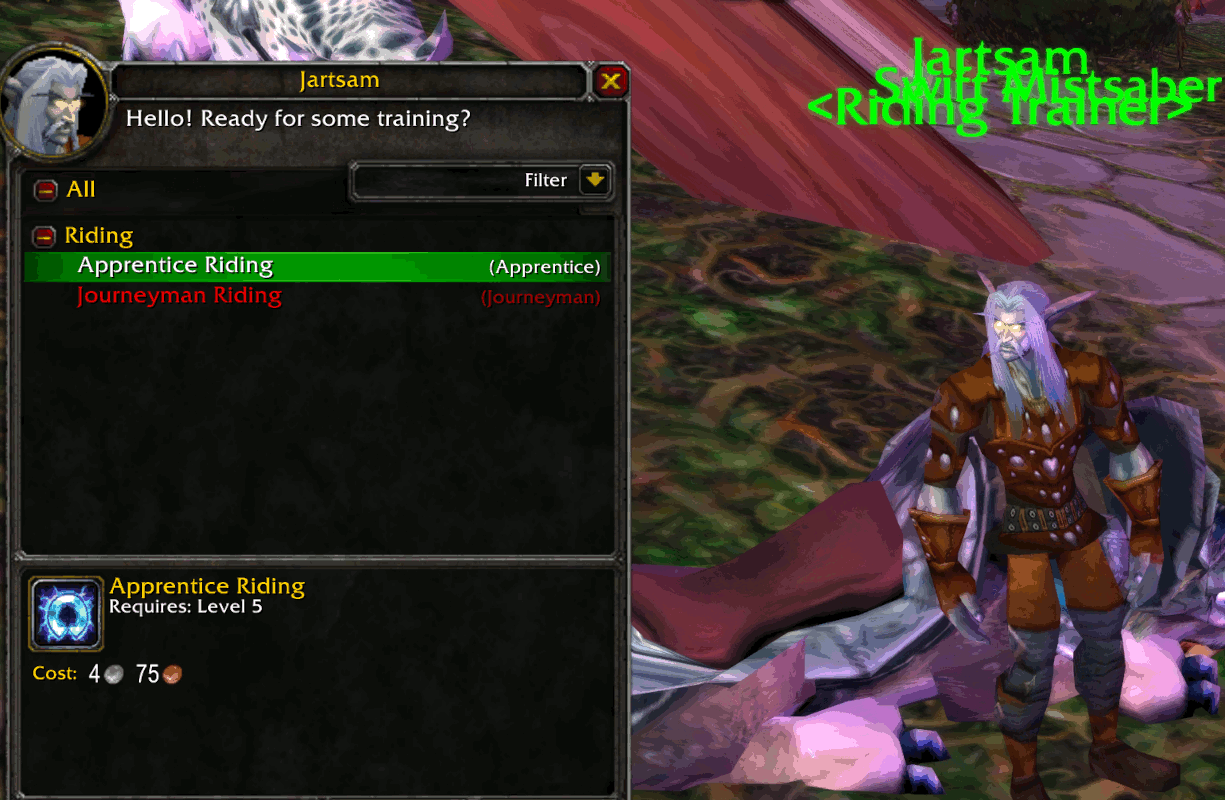 Jartsam
Hello! Ready for some training?
Filter
All
Riding
Apprentice Riding (Apprentice)
Journeyman Riding (Journeyman)
Apprentice Riding
Requires: Level 5
Cost: 4 75
Jartsam
Swift Mistsaber
<Riding Trainer>